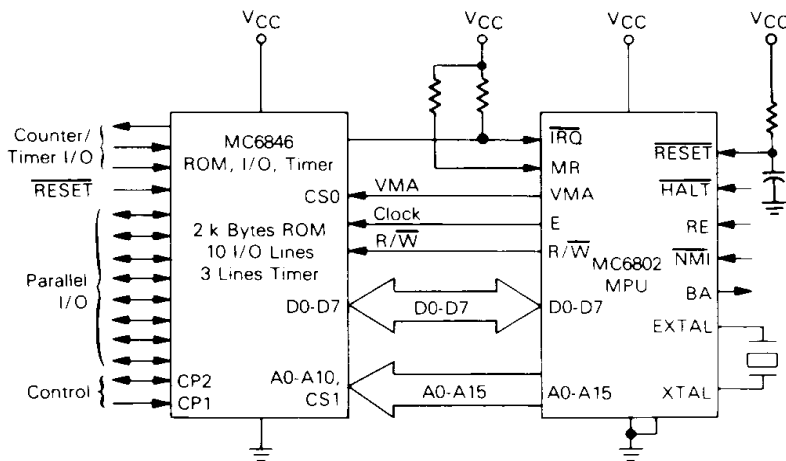 VCC
VCC
VCC
VCC
Counter/
Timer I/O
RESET
Parallel
I/O
Control
MC6846
ROM, I/O, Timer
CS0
2 k Bytes ROM
10 I/O Lines
3 Lines Timer
D0-D7
A0-A10,
CS1
CP2
CP1
VMA
Clock
R/W
D0-D7
A0-A15
IRQ
MR
VMA
E
R/W
MC6802
MPU
D0-D7
A0-A15
RESET
HALT
RE
NMI
BA
EXTAL
XTAL